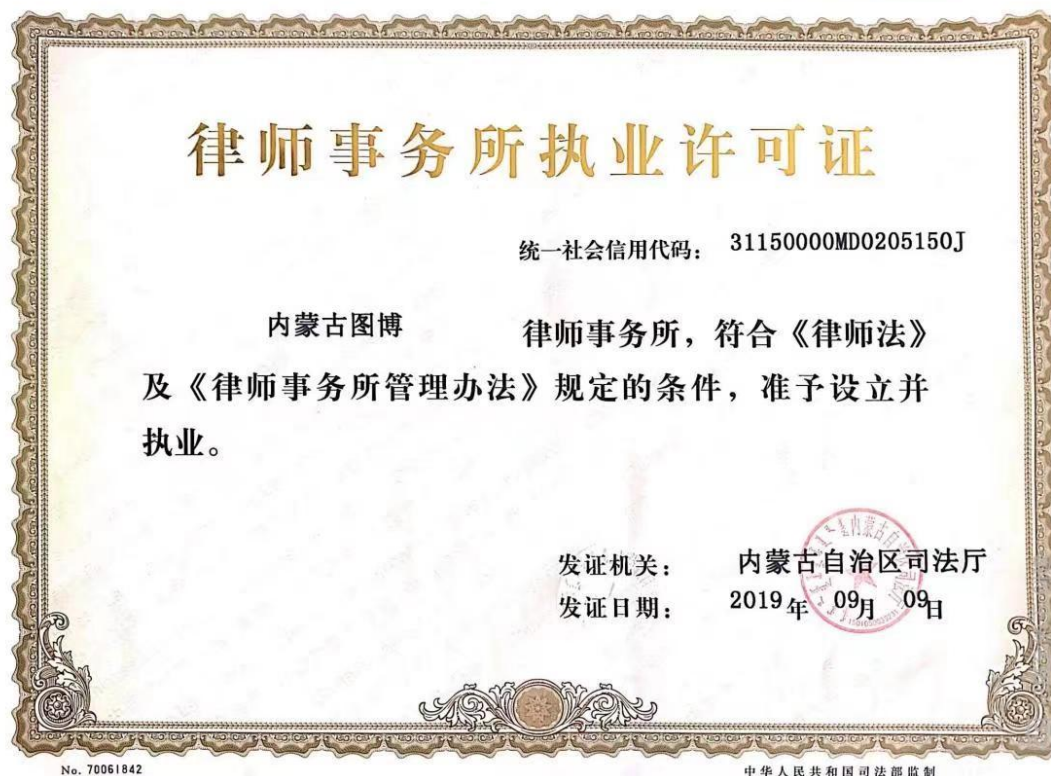 律师事务所执业许可证
统一社会信用代码： 31150000MD0205150J
内蒙古图博 律师事务所，符合《律师法》
及《律师事务所管理办法》规定的条件，准予设立并
执业。
发证机关： 内蒙古自治区司法厅
发证日期： 2019年 09月 09日
No. 70061842
中华人民共和国司法部监制